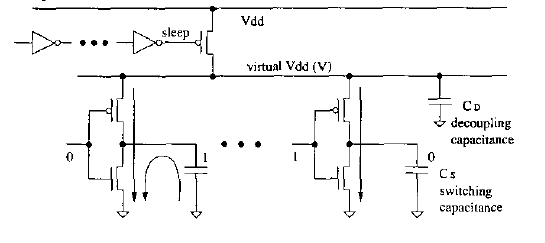 Vdd
sleep
virtual Vdd (V)
CD
decoupling
capacitance
0
1
1
0
Cs
switching
capacitance